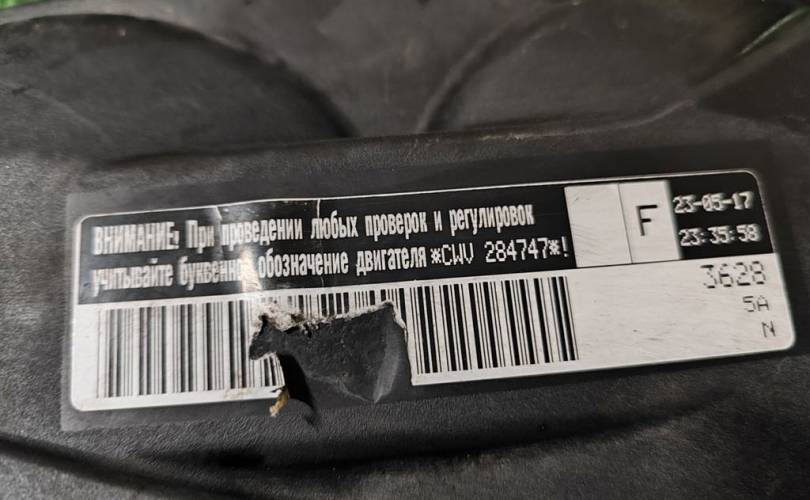 ВНИМАНИЕ! При проведении любых проверок и регулировок
учитывайте буквенное обозначение двигателя *CWV 284747*!
F
23-05-17
23:35:58
3628
5A
N